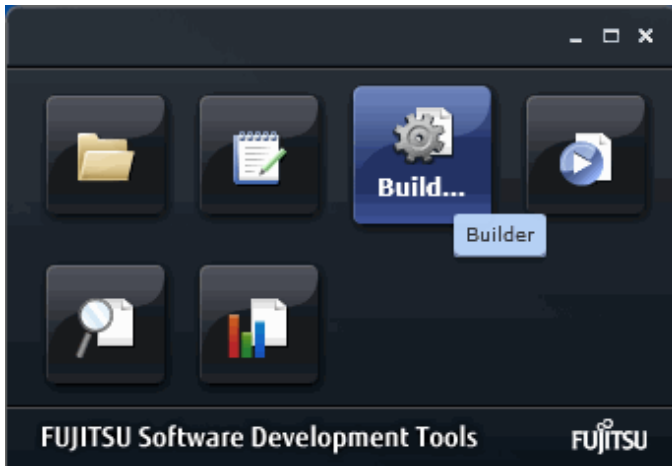 Build...
Builder
FUJITSU Software Development Tools
FUJITSU